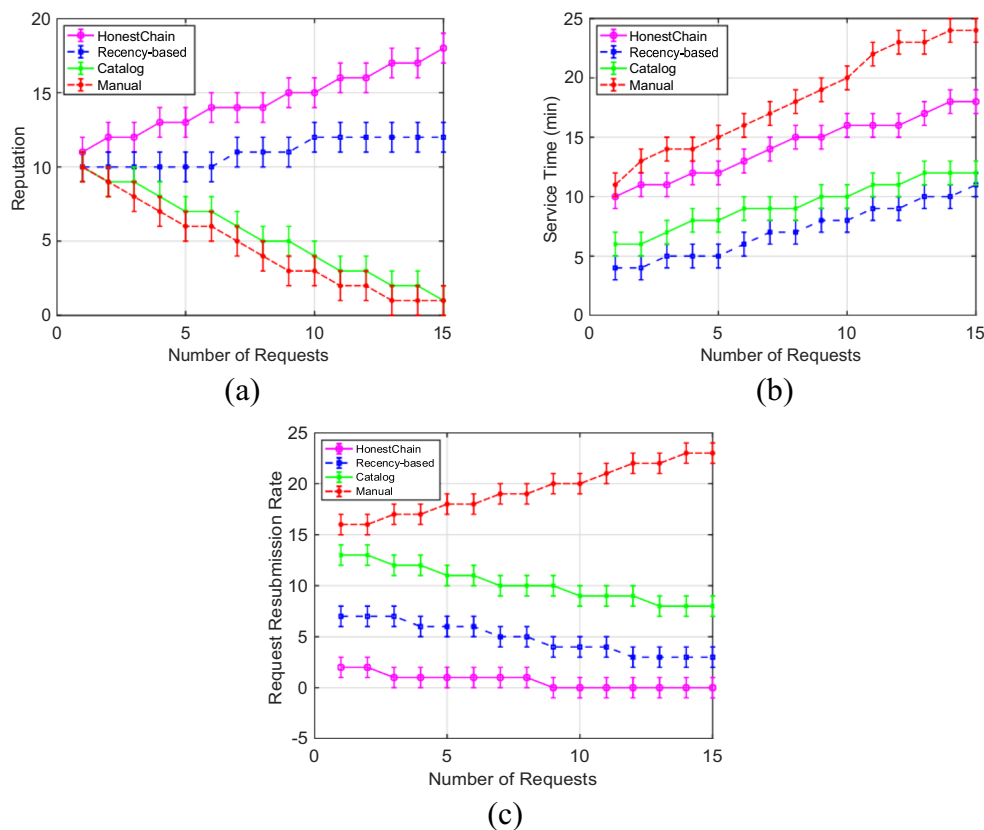 20
15
10
5
0
0
5
10
15
Reputation
Number of Requests
HonestChain
Recency-based
Catalog
Manual
(a)
25
20
15
10
5
0
0
5
10
15
Service Time (min)
Number of Requests
HonestChain
Recency-based
Catalog
Manual
(b)
25
20
15
10
5
0
-5
0
5
10
15
Request Resubmission Rate
Number of Requests
HonestChain
Recency-based
Catalog
Manual
(c)